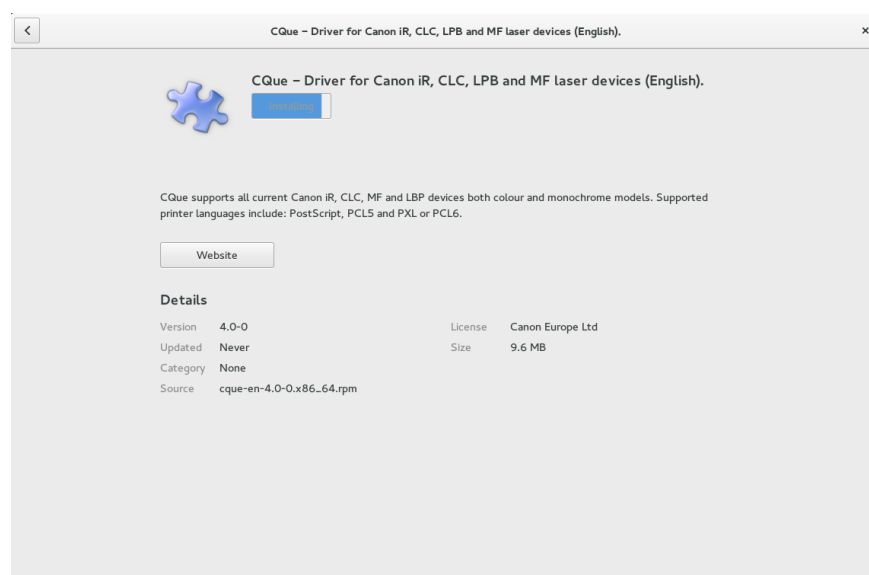 CQue – Driver for Canon iR, CLC, LPB and MF laser devices (English).
CQue – Driver for Canon iR, CLC, LPB and MF laser devices (English).
Installing
CQue supports all current Canon iR, CLC, MF and LBP devices both colour and monochrome models. Supported
printer languages include: PostScript, PCL5 and PXL or PCL6.
Website
Details
Version 4.0-0 License Canon Europe Ltd
Updated Never Size 9.6 MB
Category None
Source cque-en-4.0-0.x86_64.rpm